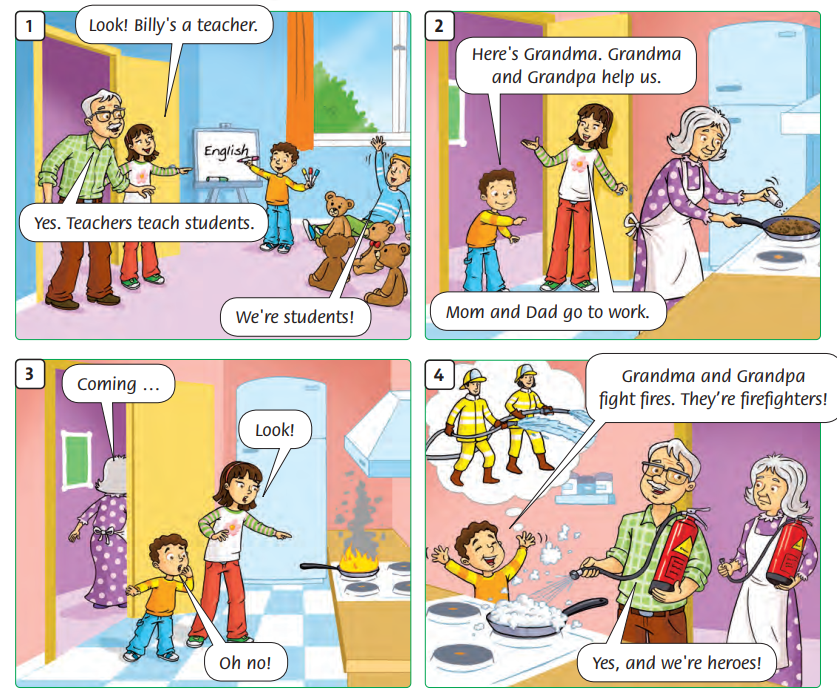 1
Look! Billy's a teacher.
English
Yes. Teachers teach students.
We're students!
2
Here's Grandma. Grandma
and Grandpa help us.
Mom and Dad go to work.
3
Coming ...
Look!
Oh no!
4
Grandma and Grandpa
fight fires. They're firefighters!
Yes, and we're heroes!